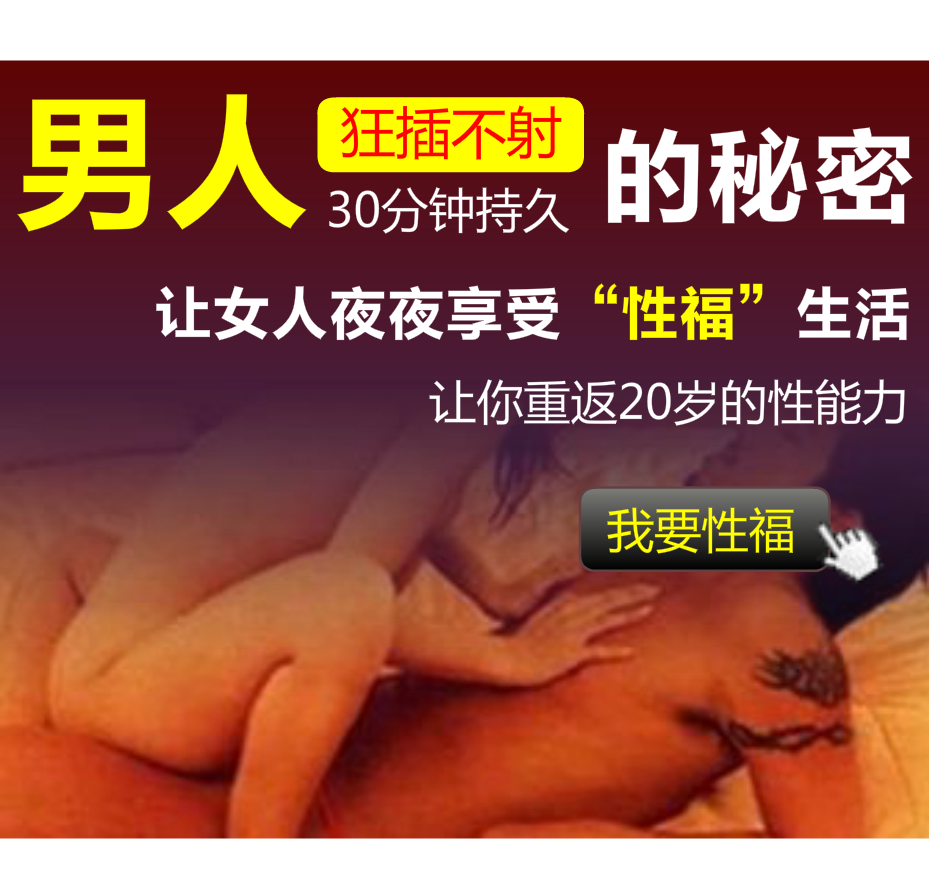 男人
狂插不射
30分钟持久
的秘密
让女人夜夜享受“性福”生活
让你重返20岁的性能力
我要性福